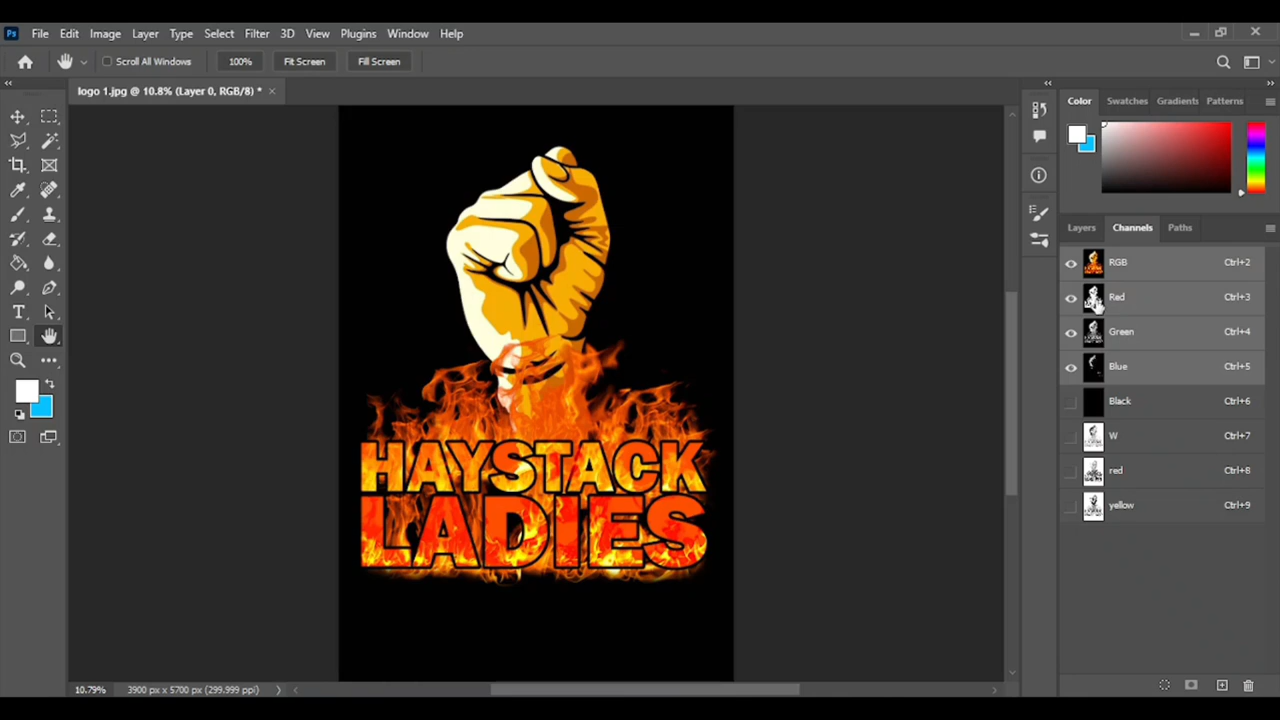 Ps File Edit Image Layer Type Select Filter 3D View Plugins Window Help
Scroll All Windows 100% Fit Screen Fill Screen
logo 1.jpg @ 10.8% (Layer 0, RGB/8) * ×
Color Swatches Gradients Patterns
Layers Channels Paths
RGB Ctrl+2
Red Ctrl+3
Green Ctrl+4
Blue Ctrl+5
Black Ctrl+6
W Ctrl+7
red Ctrl+8
yellow Ctrl+9
HAYSTACK
LADIES
10.79% 3900 px x 5700 px (299.999 ppi)